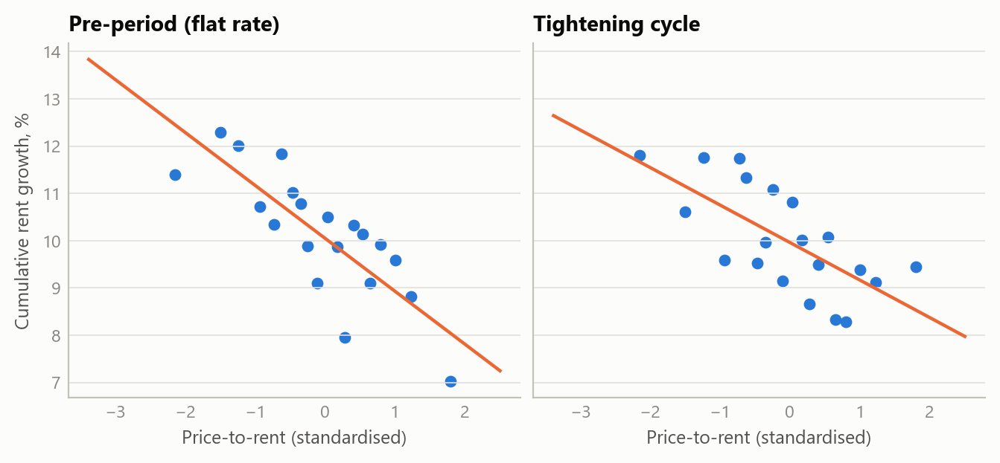 Pre-period (flat rate)
Tightening cycle
Cumulative rent growth, %
14
13
12
11
10
9
8
7
−3 −2 −1 0 1 2
−3 −2 −1 0 1 2
Price-to-rent (standardised)
Price-to-rent (standardised)